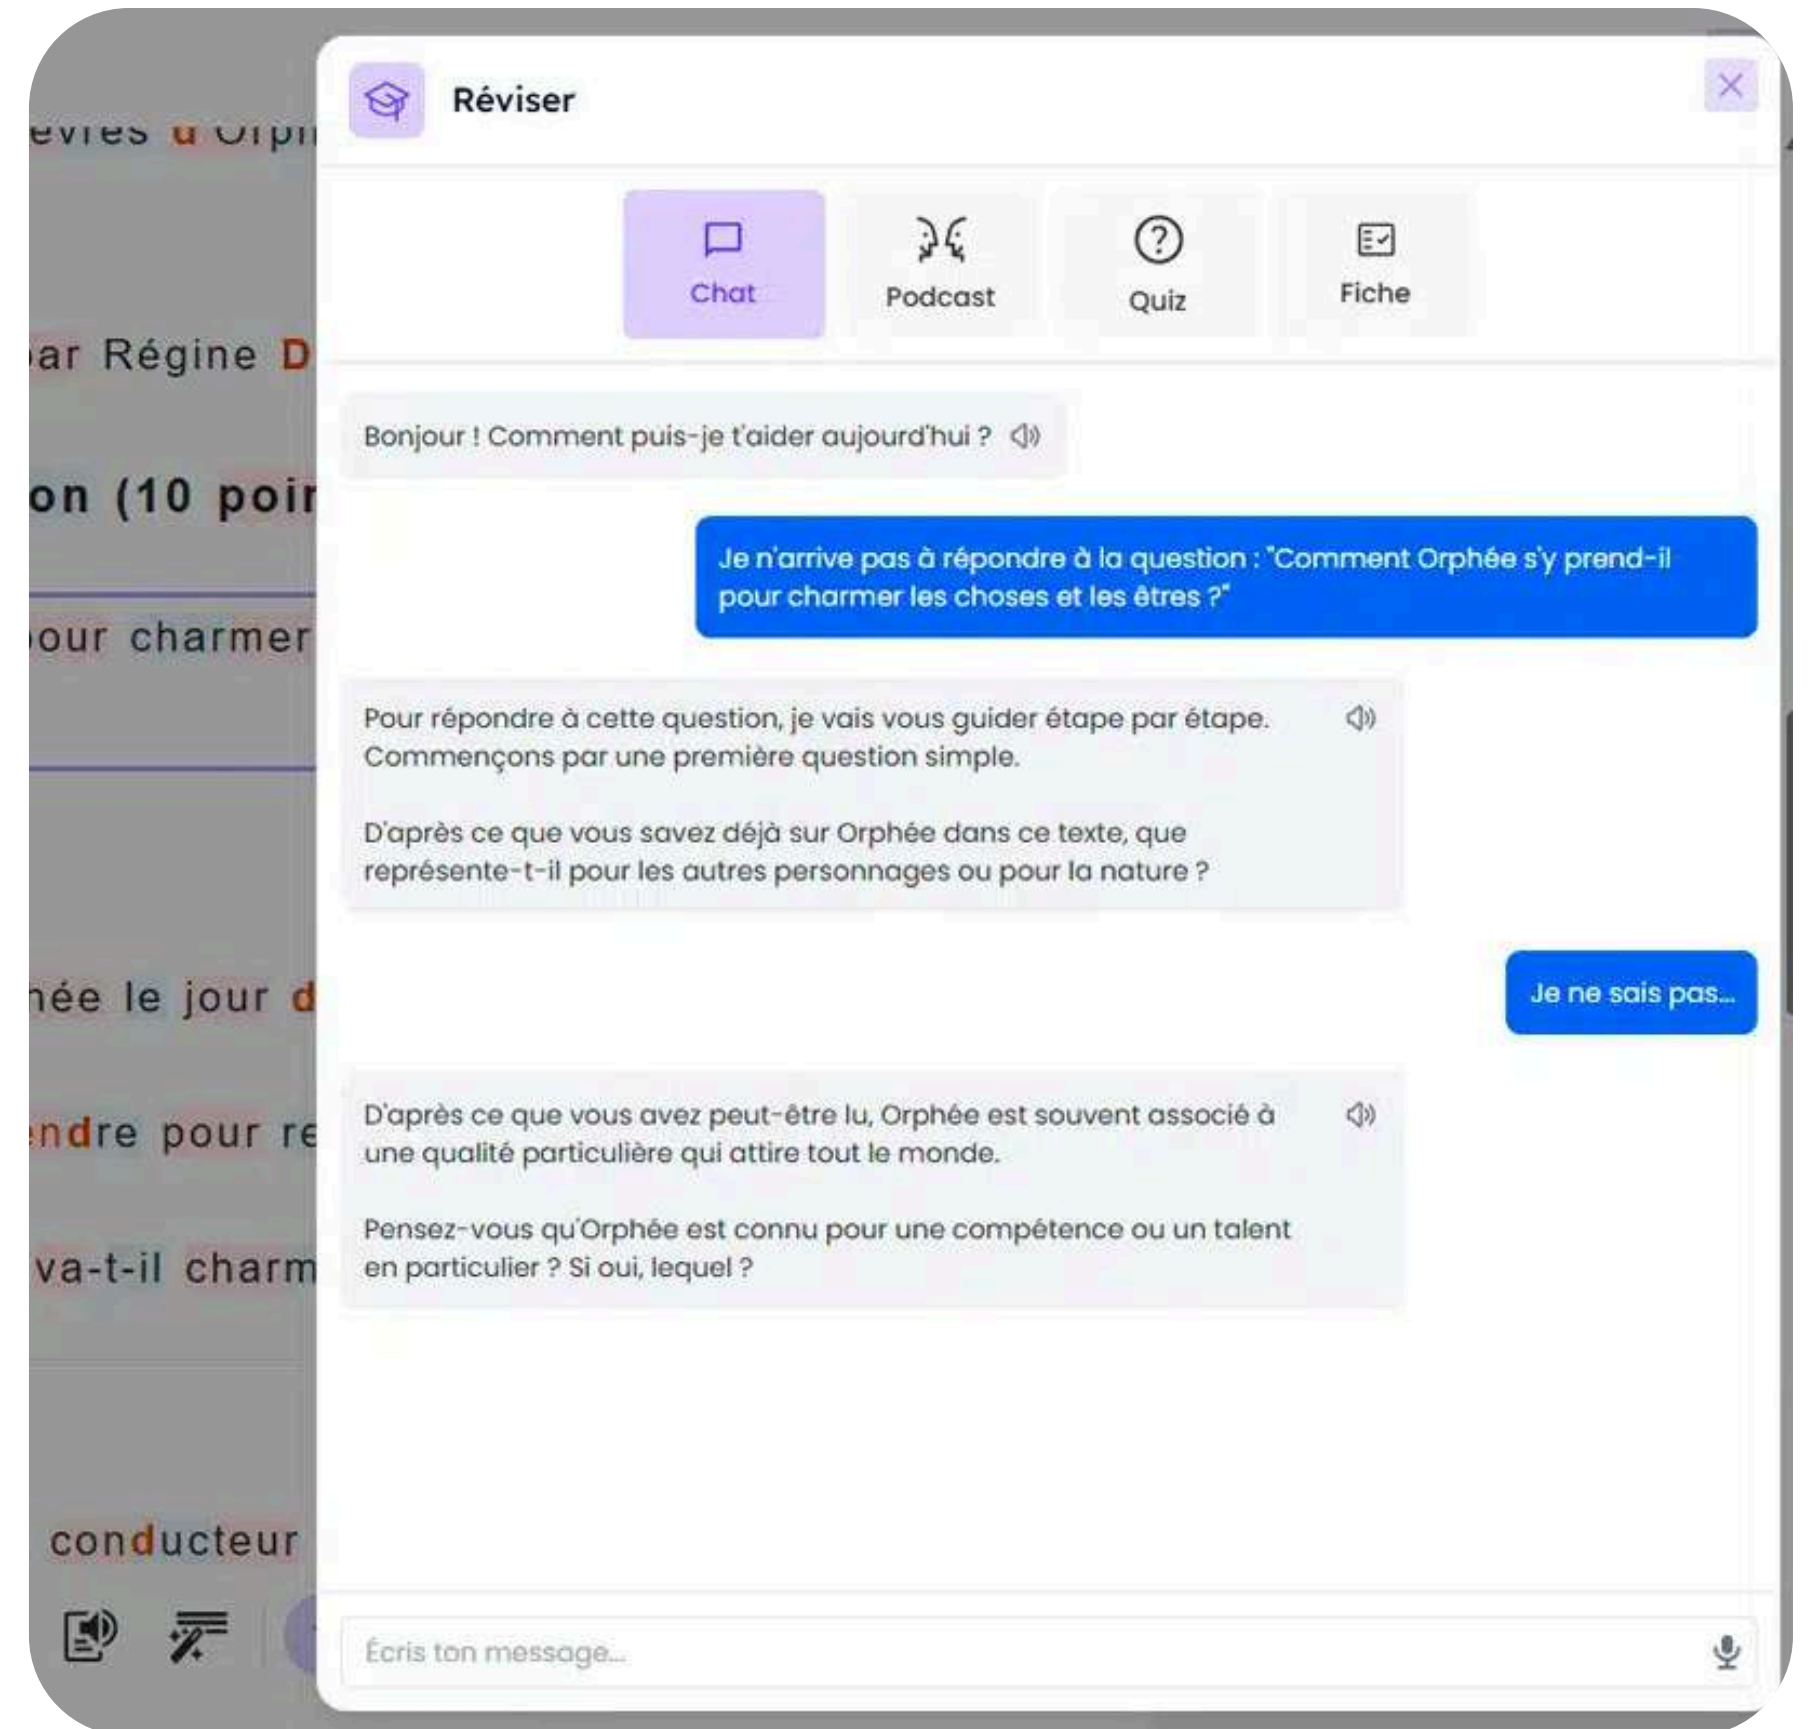 Réviser
Chat
Podcast
Quiz
Fiche
Bonjour ! Comment puis-je t'aider aujourd'hui ?
Je n'arrive pas à répondre à la question : "Comment Orphée s'y prend-il
pour charmer les choses et les êtres ?"
Pour répondre à cette question, je vais vous guider étape par étape.
Commençons par une première question simple.
D'après ce que vous savez déjà sur Orphée dans ce texte, que
représente-t-il pour les autres personnages ou pour la nature ?
Je ne sais pas...
D'après ce que vous avez peut-être lu, Orphée est souvent associé à
une qualité particulière qui attire tout le monde.
Pensez-vous qu'Orphée est connu pour une compétence ou un talent
en particulier ? Si oui, lequel ?
Écris ton message...
ar Régine D
on (10 poin
our charmer
née le jour d
endre pour re
va-t-il charm
conducteur